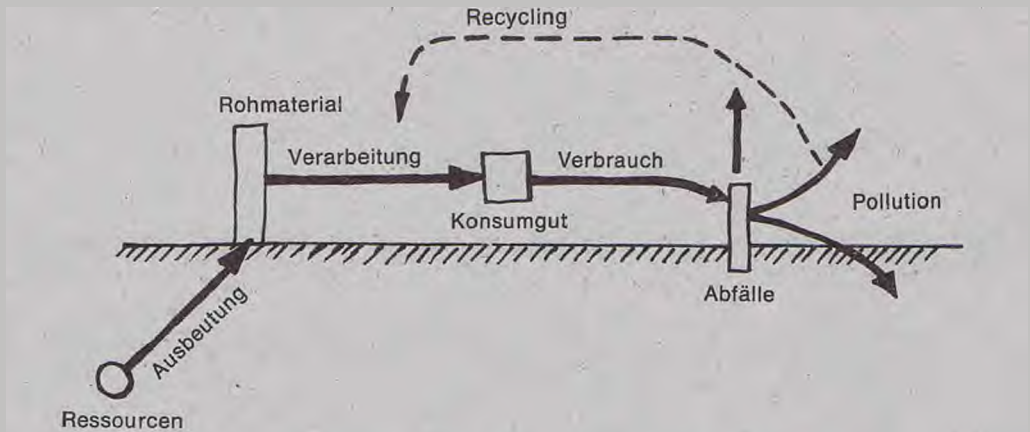 Recycling
Rohmaterial
Verarbeitung
Verbrauch
Konsumgut
Pollution
Abfälle
Ausbeutung
Ressourcen